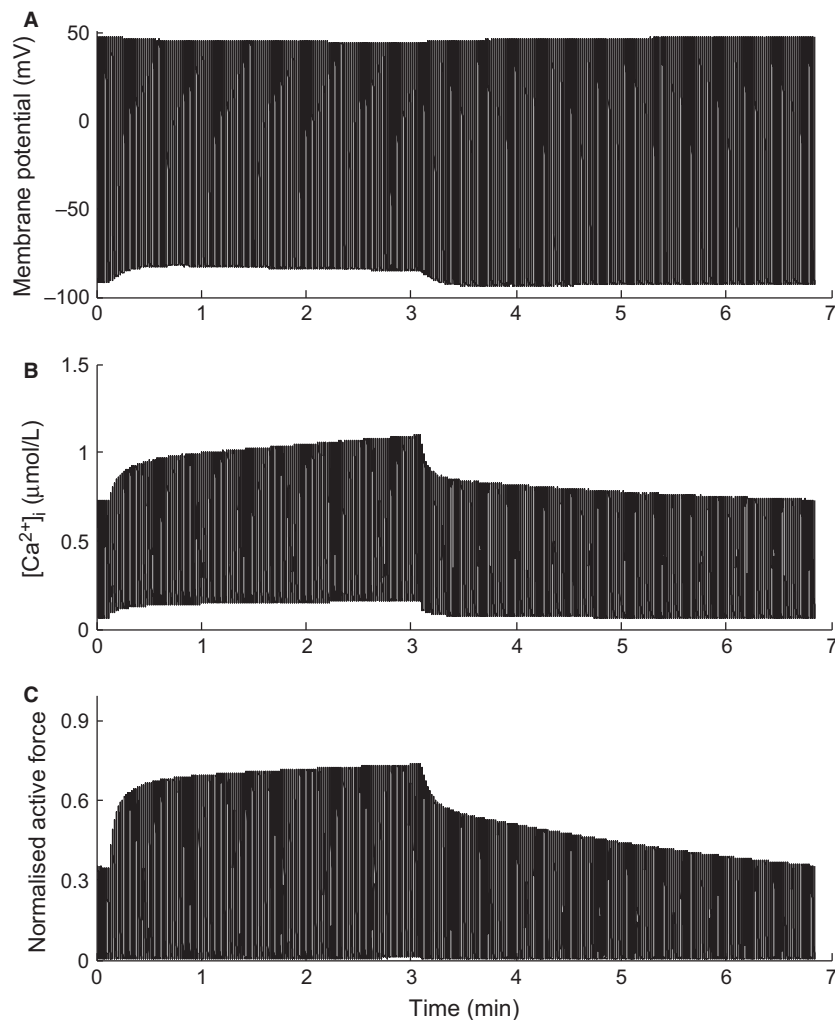 A
Membrane potential (mV)
50
0
–50
–100
0 1 2 3 4 5 6 7
B
[Ca2+]i (μmol/L)
1.5
1
0.5
0
0 1 2 3 4 5 6 7
C
Normalised active force
0.9
0.6
0.3
0
0 1 2 3 4 5 6 7
Time (min)